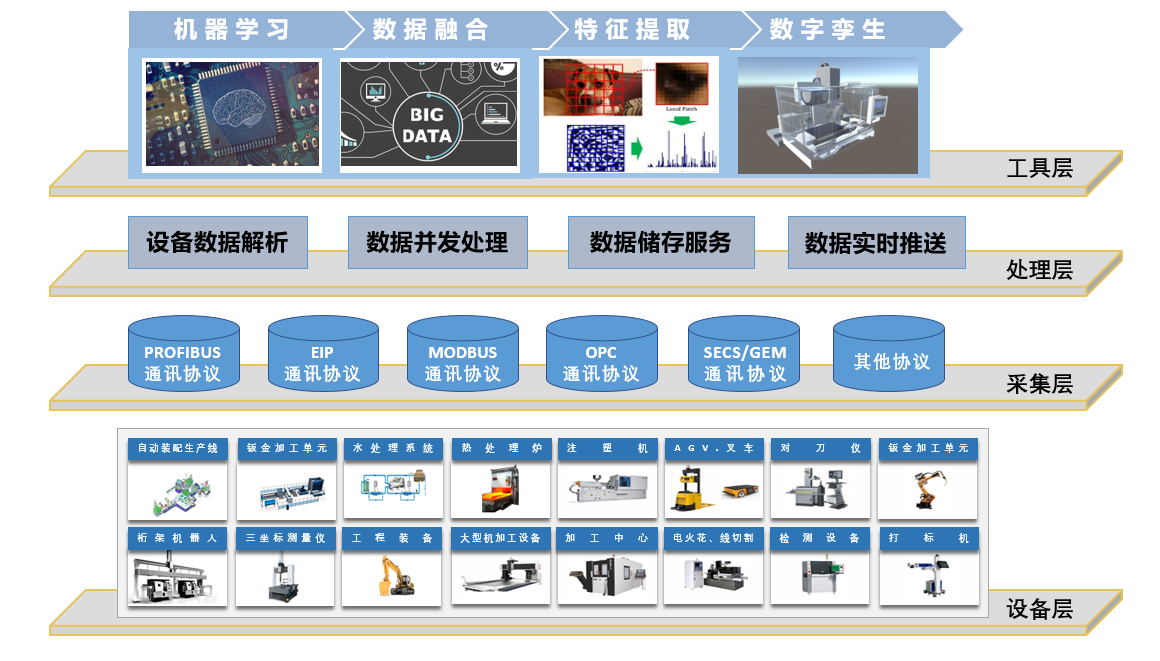 机器学习
数据融合
特征提取
数字孪生
%
BIG
DATA
Local Patch
工具层
设备数据解析
数据并发处理
数据储存服务
数据实时推送
处理层
PROFIBUS
通讯协议
EIP
通讯协议
MODBUS
通讯协议
OPC
通讯协议
SECS/GEM
通讯协议
其他协议
采集层
自动装配生产线
钣金加工单元
水处理系统
热处理炉
注塑机
AGV.叉车
对刀仪
钣金加工单元
桁架机器人
三坐标测量仪
工程装备
大型机加工设备
加工中心
电火花、线切割
检测设备
打标机
设备层